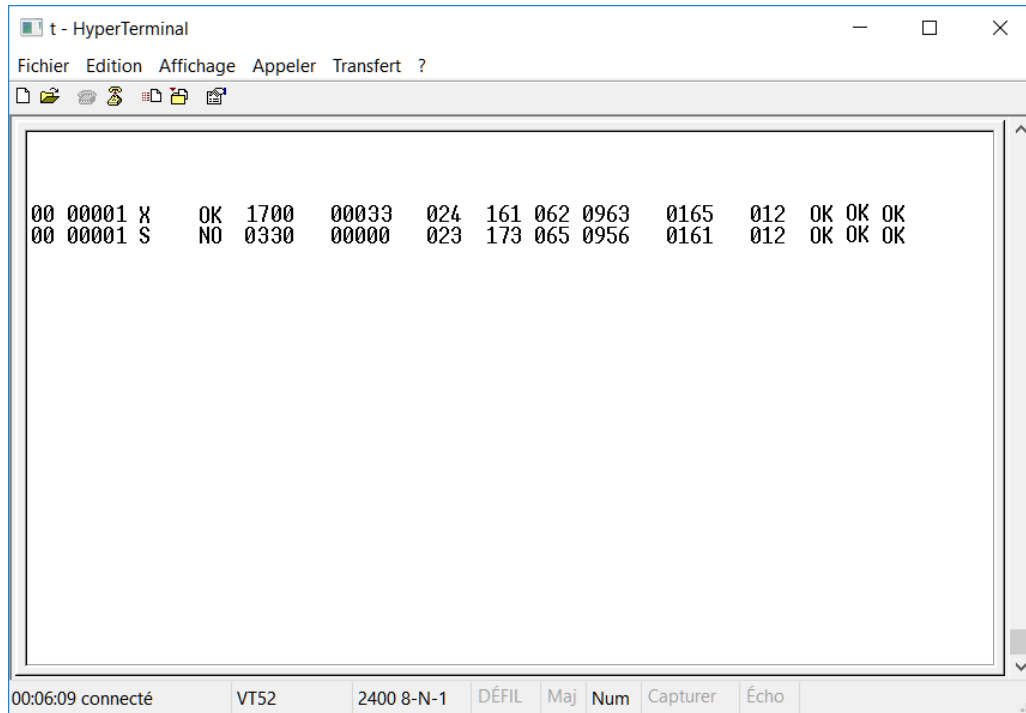 t - HyperTerminal
Fichier Edition Affichage Appeler Transfert ?
00 00001 X OK 1700 00033 024 161 062 0963 0165 012 OK OK OK
00 00001 S NO 0330 00000 023 173 065 0956 0161 012 OK OK OK
00:06:09 connecté VT52 2400 8-N-1 DÉFIL Maj Num Capturer Écho